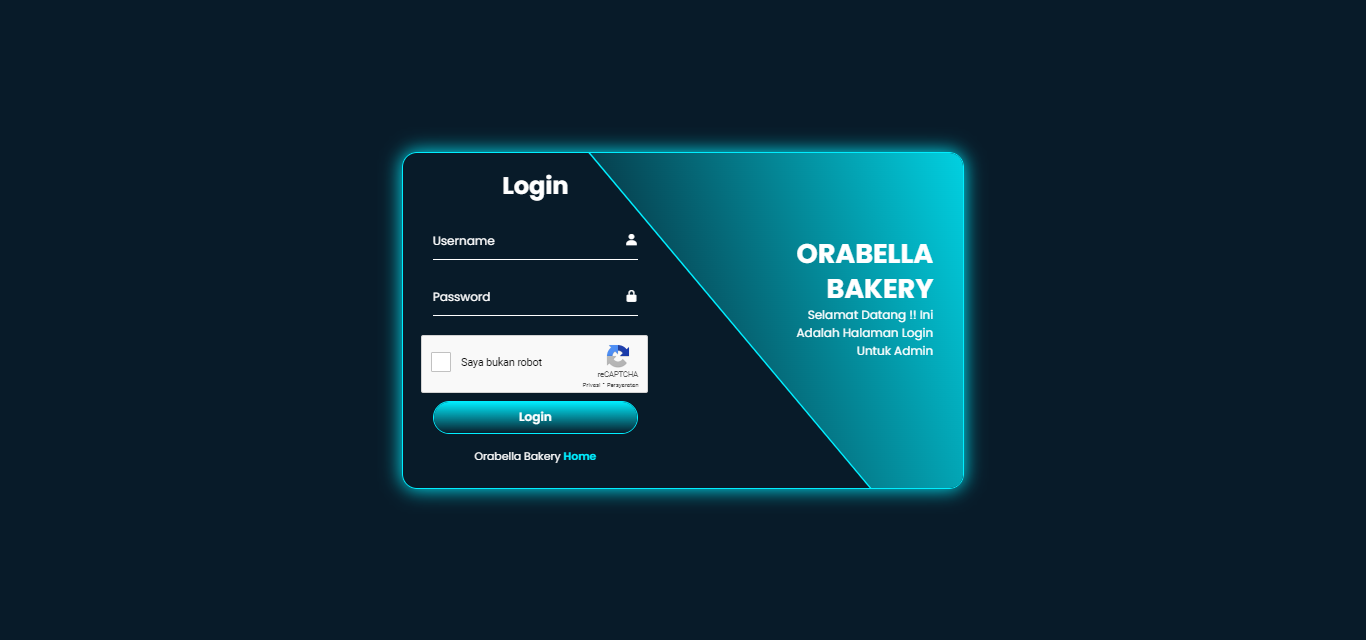 Login
Username
Password
Saya bukan robot
reCAPTCHA
Privasi - Persyaratan
Login
Orabella Bakery Home
ORABELLA
BAKERY
Selamat Datang !! Ini
Adalah Halaman Login
Untuk Admin